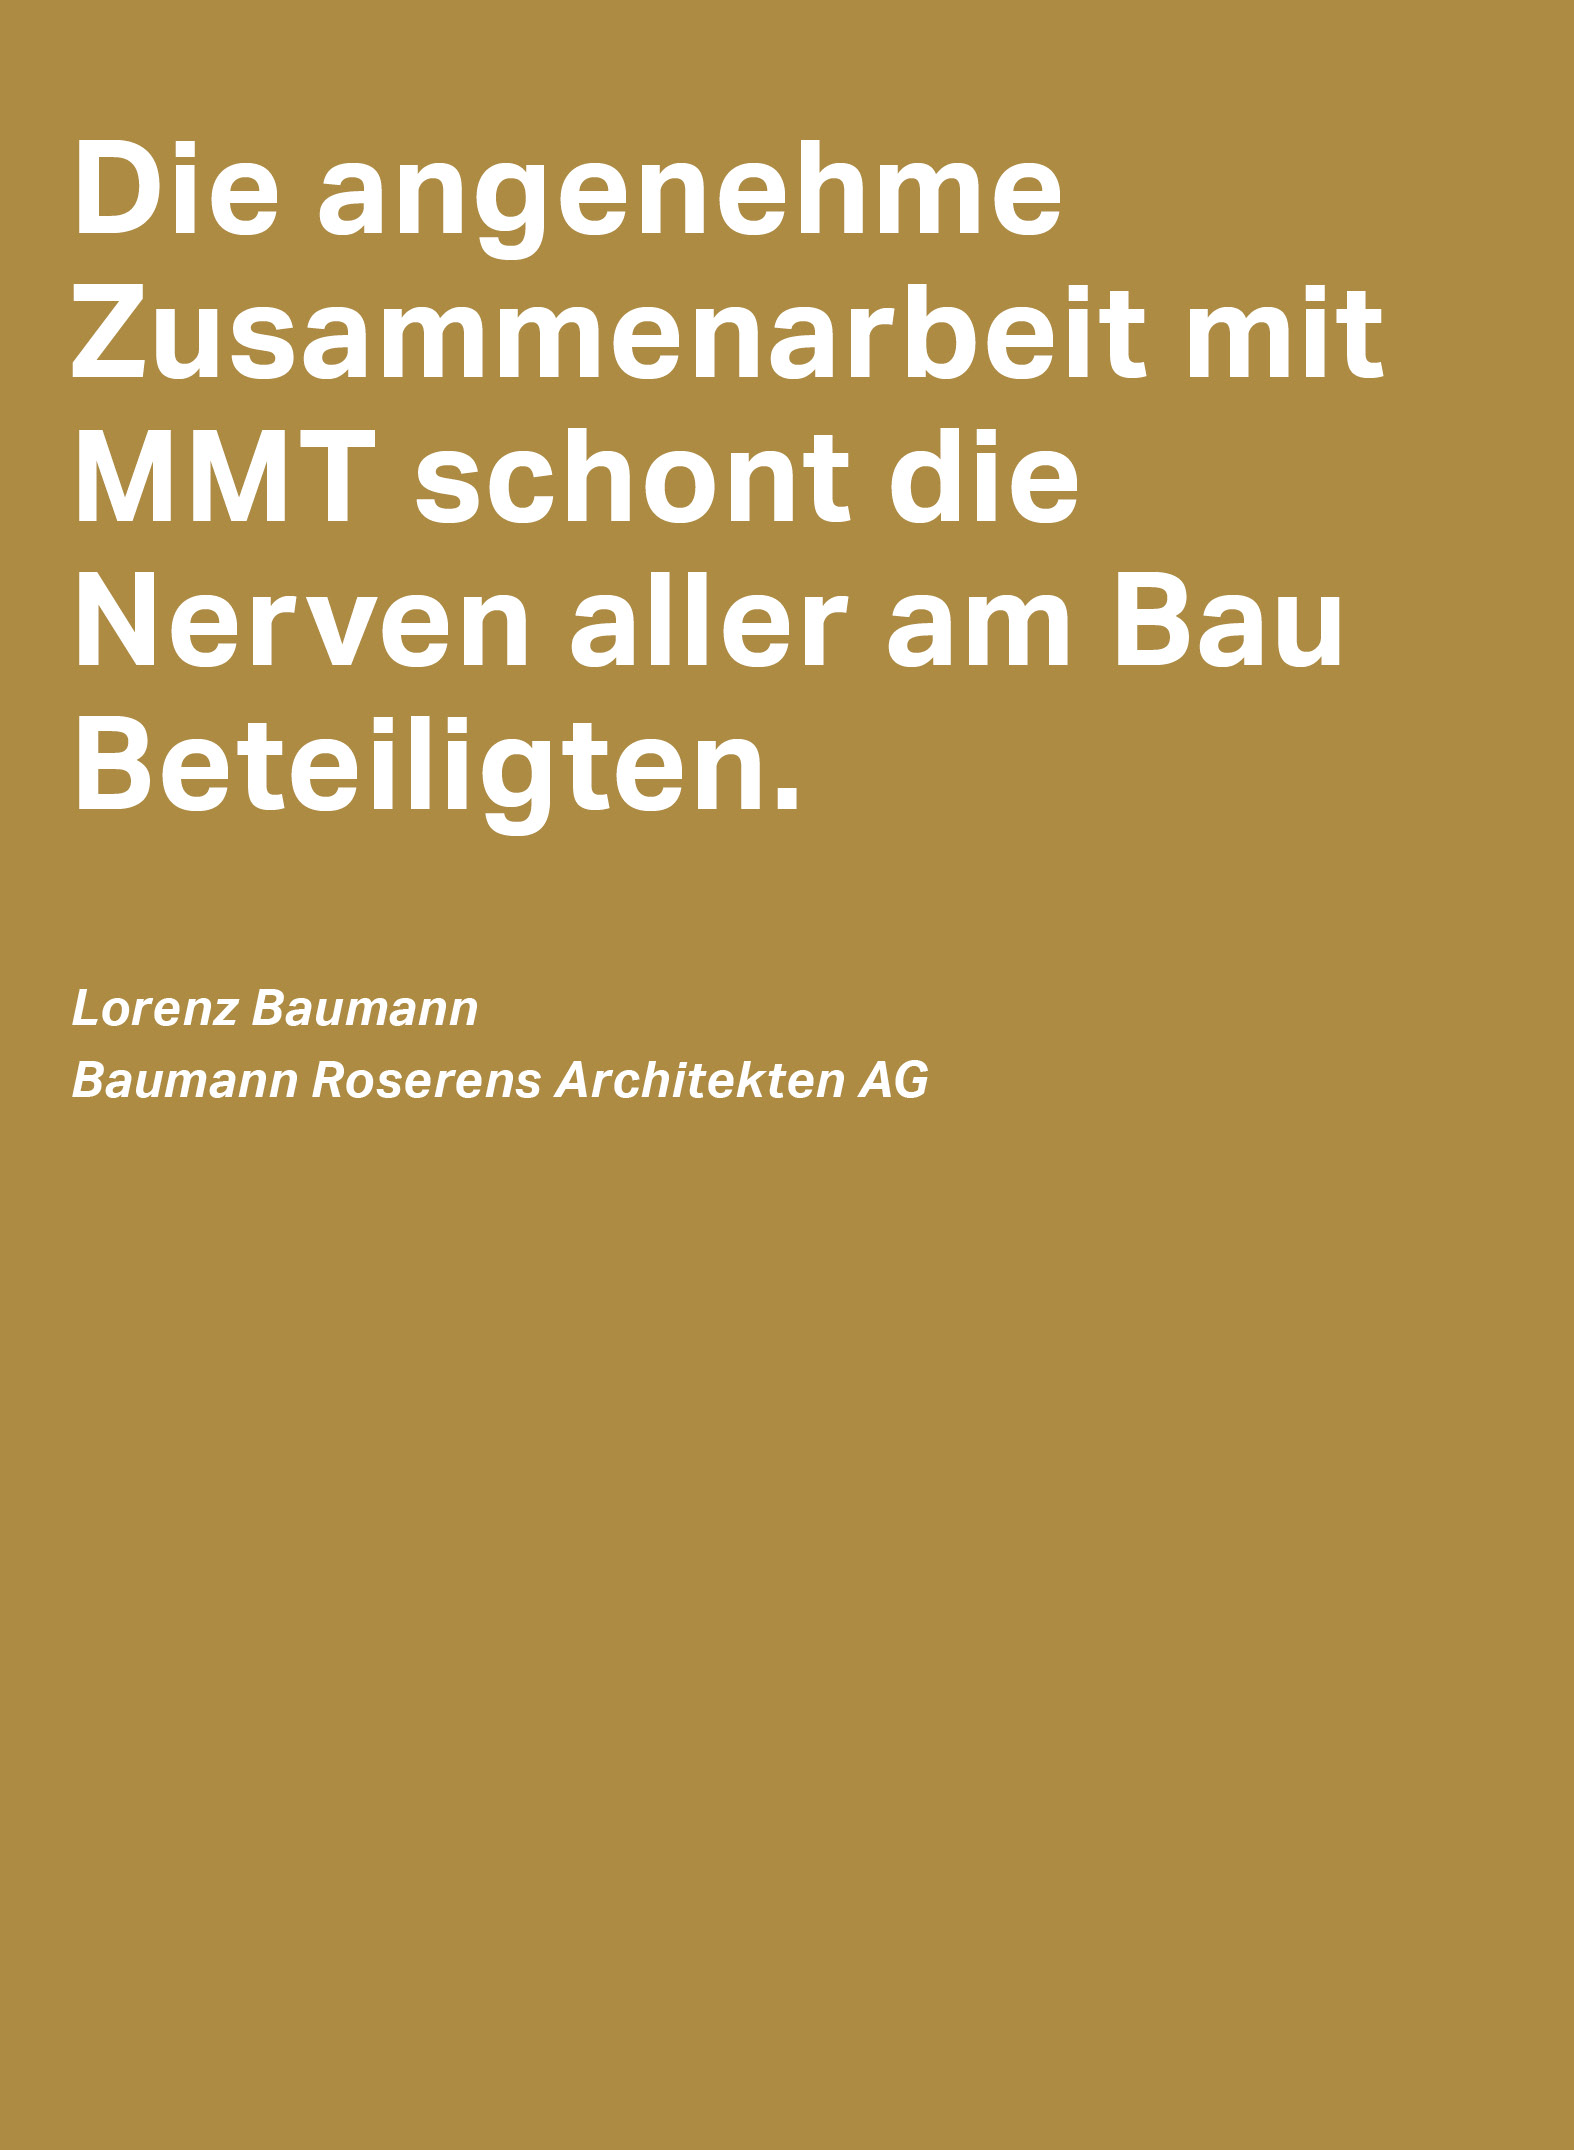 Die angenehme
Zusammenarbeit mit
MMT schont die
Nerven aller am Bau
Beteiligten.
Lorenz Baumann
Baumann Roserens Architekten AG